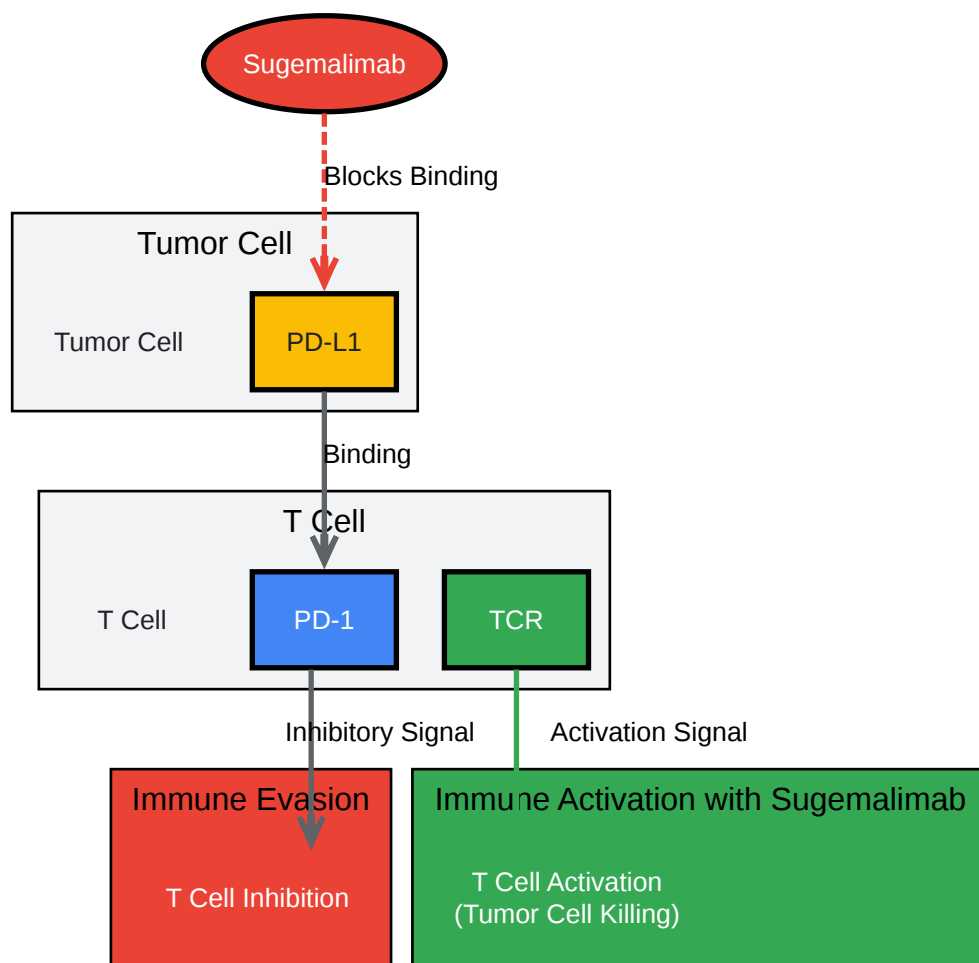 Sugemalimab
Blocks Binding
Tumor Cell
Tumor Cell
PD-L1
Binding
T Cell
T Cell
PD-1
TCR
Inhibitory Signal
Activation Signal
Immune Evasion
Immune Activation with Sugemalimab
T Cell Inhibition
T Cell Activation
(Tumor Cell Killing)